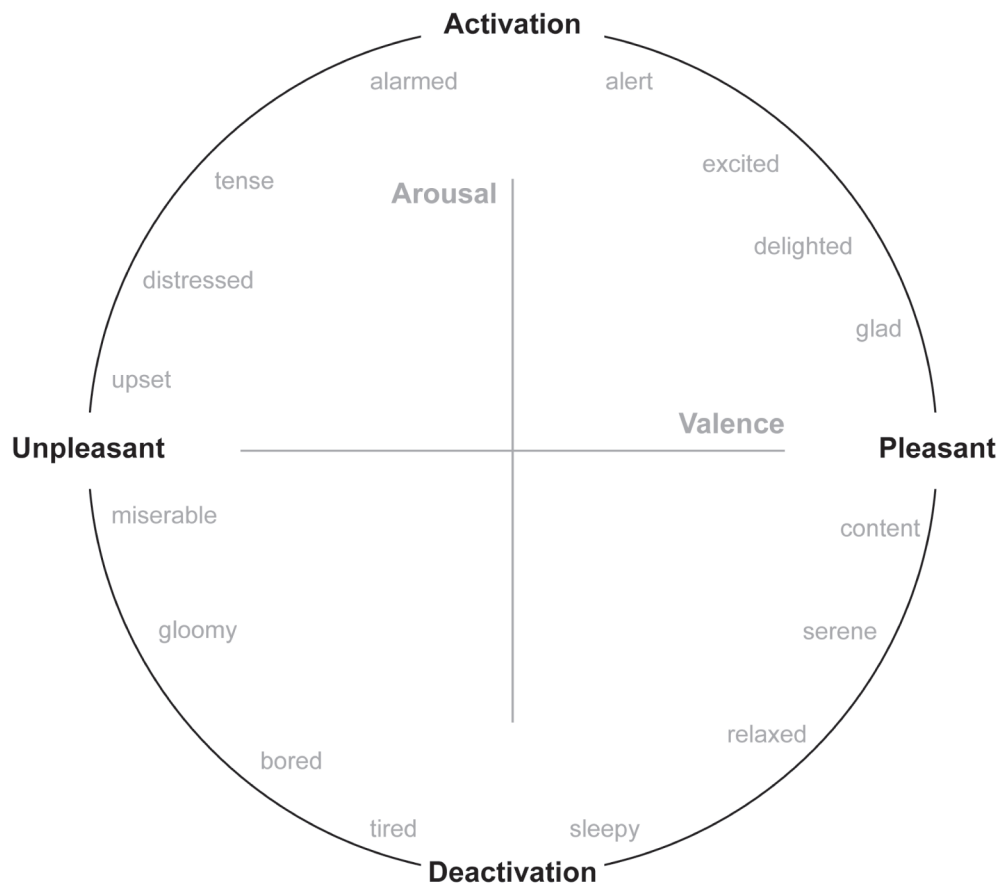 Activation
alarmed
alert
excited
tense
Arousal
delighted
distressed
glad
upset
Valence
Unpleasant
Pleasant
miserable
content
gloomy
serene
relaxed
bored
tired
sleepy
Deactivation